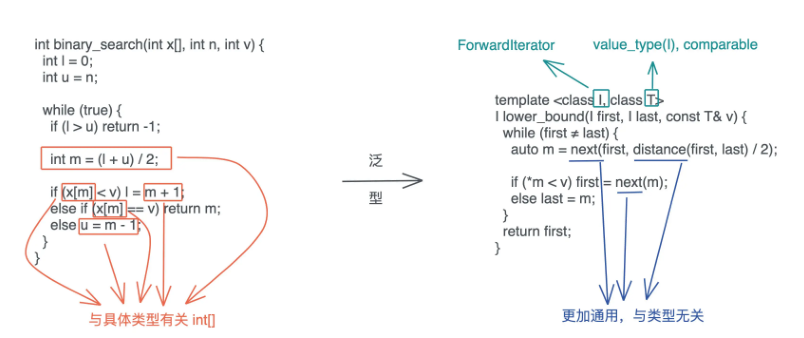 int binary_search(int x[], int n, int v) {
int l = 0;
int u = n;
while (true) {
if (l > u) return -1;
int m = (l + u) / 2;
if (x[m] < v) l = m + 1;
else if (x[m] == v) return m;
else u = m - 1;
}
}
与具体类型有关 int[]
泛
型
ForwardIterator
value_type(I), comparable
template <class I, class T>
I lower_bound(I first, I last, const T& v) {
while (first ≠ last) {
auto m = next(first, distance(first, last) / 2);
if (*m < v) first = next(m);
else last = m;
}
return first;
}
更加通用，与类型无关